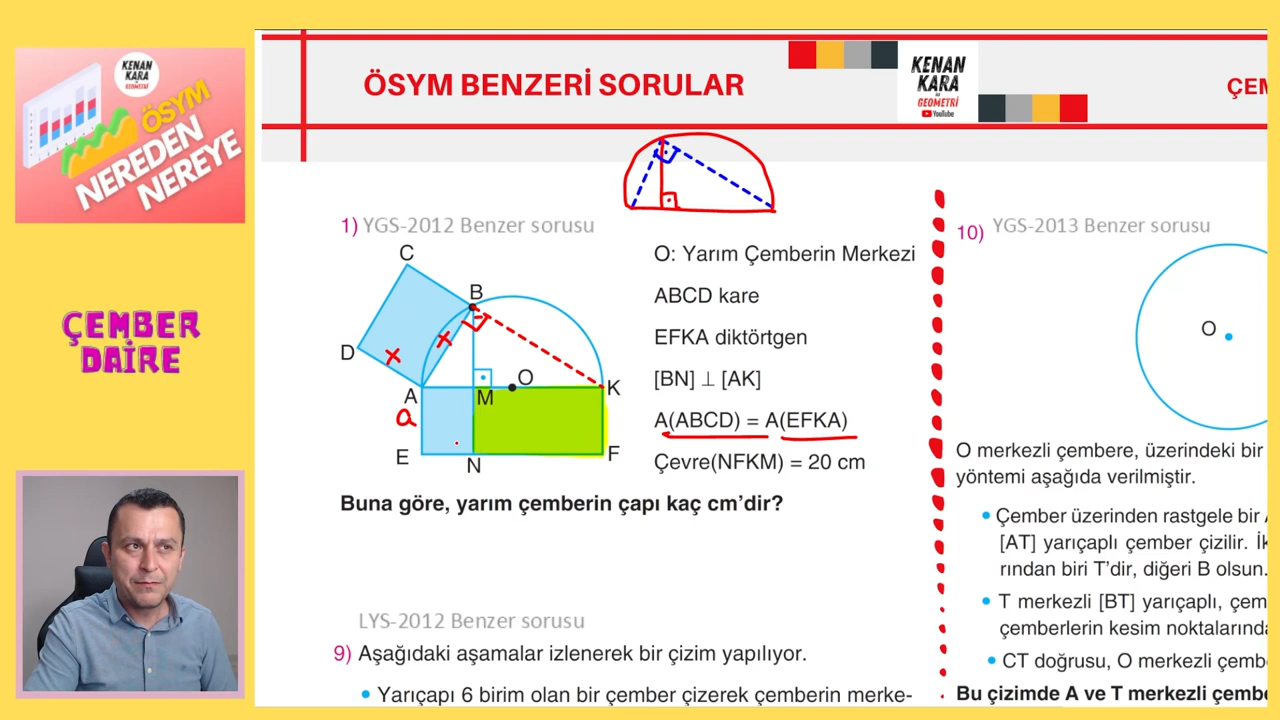 KENAN
KARA
ile
GEOMETRİ
ÖSYM
NEREDEN
NEREYE
ÇEMBER
DAİRE
ÖSYM BENZERİ SORULAR
KENAN
KARA
ile
GEOMETRİ
YouTube
ÇEM
1) YGS-2012 Benzer sorusu
C
B
D
x
x
A
M
O
K
a
E
N
F
O: Yarım Çemberin Merkezi
ABCD kare
EFKA diktörtgen
[BN] ⊥ [AK]
A(ABCD) = A(EFKA)
Çevre(NFKM) = 20 cm
Buna göre, yarım çemberin çapı kaç cm’dir?
LYS-2012 Benzer sorusu
9) Aşağıdaki aşamalar izlenerek bir çizim yapılıyor.
• Yarıçapı 6 birim olan bir çember çizerek çemberin merke-
10) YGS-2013 Benzer sorusu
O
O merkezli çembere, üzerindeki bir
yöntemi aşağıda verilmiştir.
• Çember üzerinden rastgele bir
[AT] yarıçaplı çember çizilir. İk
rından biri T’dir, diğeri B olsun.
• T merkezli [BT] yarıçaplı, çem
çemberlerin kesim noktalarında
• CT doğrusu, O merkezli çemb
Bu çizimde A ve T merkezli çembe